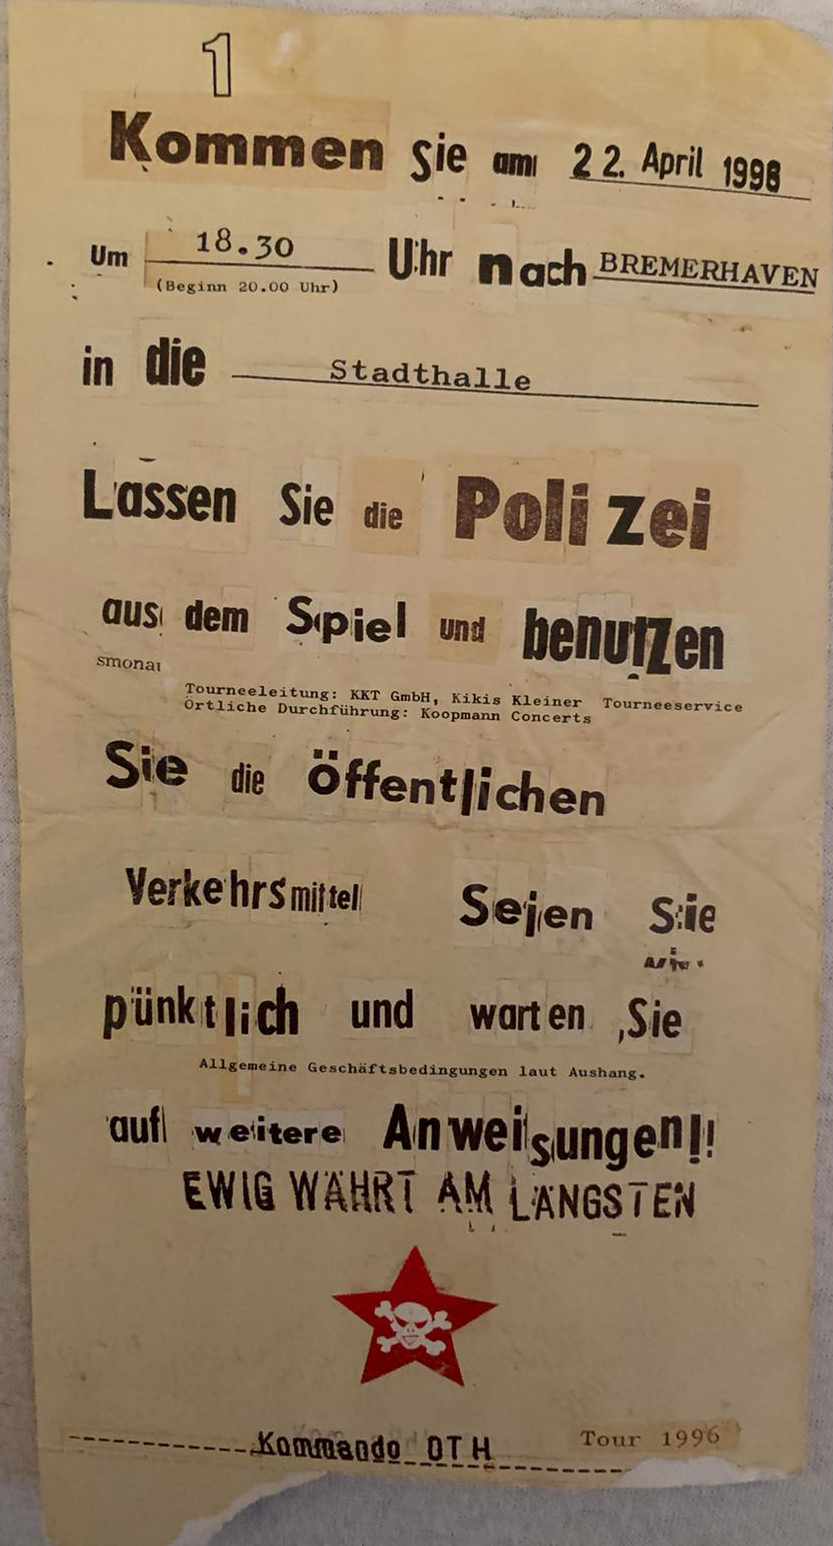 1
Kommen Sie am 22. April 1996
Um 18.30 Uhr nach BREMERHAVEN
(Beginn 20.00 Uhr)
in die Stadthalle
Lassen Sie die Polizei
aus dem Spiel und benutzen
smonat
Tourneeleitung: KKT GmbH, Kikis Kleiner Tourneeservice
Örtliche Durchführung: Koopmann Concerts
Sie die öffentlichen
Verkehrsmittel Seien Sie
pünktlich und warten Sie
Allgemeine Geschäftsbedingungen laut Aushang.
auf weitere Anweisungen!!
EWIG WÄHRT AM LÄNGSTEN
Kommando DTH Tour 1996